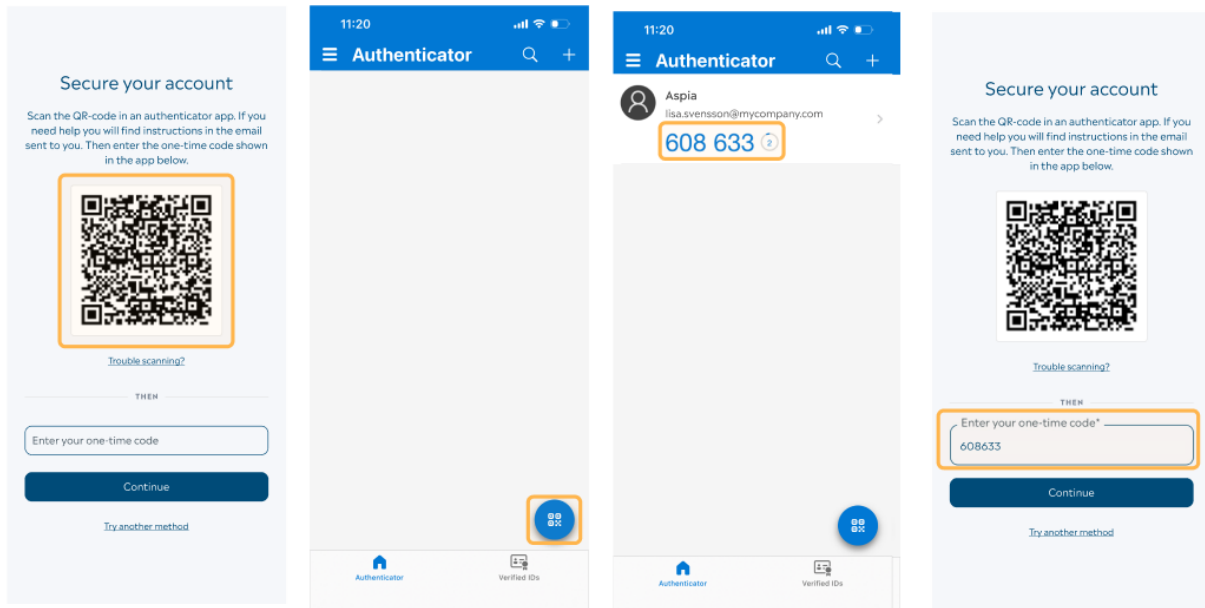 Secure your account
Scan the QR-code in an authenticator app. If you
need help you will find instructions in the email
sent to you. Then enter the one-time code shown
in the app below.
Trouble scanning?
THEN
Enter your one-time code
Continue
Try another method
11:20
Authenticator
Authenticator
Verified IDs
11:20
Authenticator
Aspia
lisa.svensson@mycompany.com
608 633
2
Authenticator
Verified IDs
Secure your account
Scan the QR-code in an authenticator app. If you
need help you will find instructions in the email
sent to you. Then enter the one-time code shown
in the app below.
Trouble scanning?
THEN
Enter your one-time code*
608633
Continue
Try another method